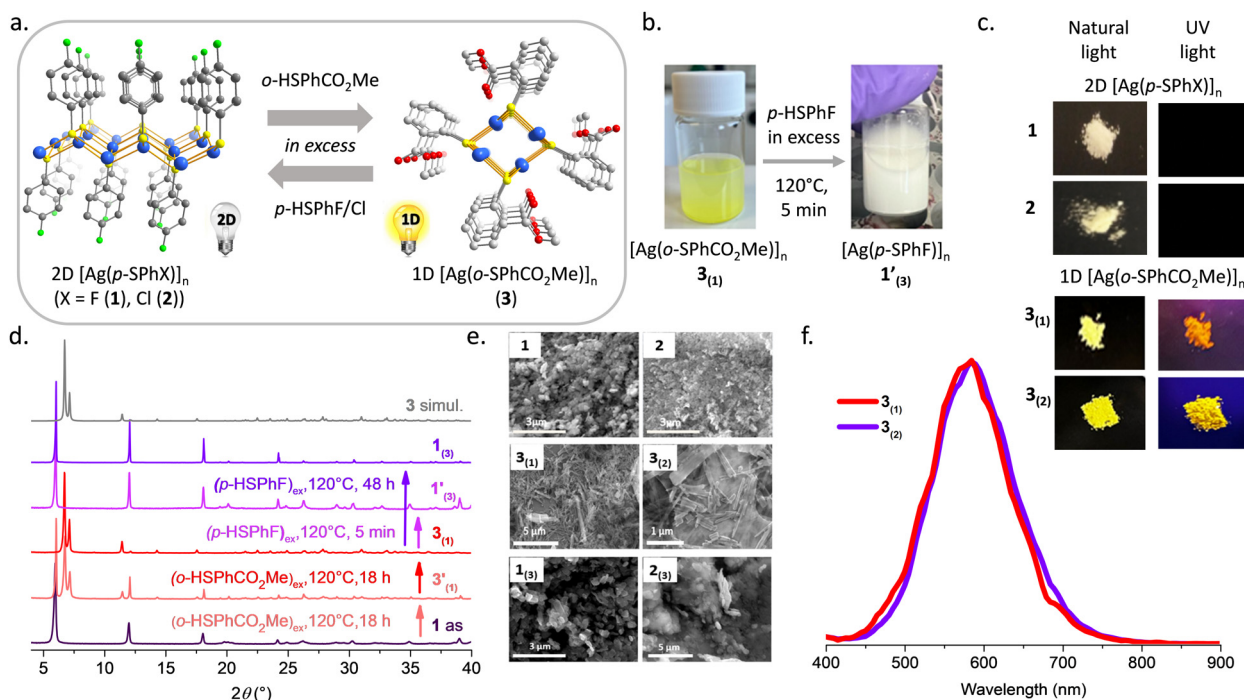 a.
o-HSPhCO₂Me
in excess
p-HSPhF/Cl
2D
1D
2D [Ag(p-SPhX)]ₙ
(X = F (1), Cl (2))
1D [Ag(o-SPhCO₂Me)]ₙ
(3)
b.
p-HSPhF
in excess
120°C,
5 min
[Ag(o-SPhCO₂Me)]ₙ
3₍₁₎
[Ag(p-SPhF)]ₙ
1'₍₃₎
c.
Natural
light
UV
light
2D [Ag(p-SPhX)]ₙ
1
2
1D [Ag(o-SPhCO₂Me)]ₙ
3₍₁₎
3₍₂₎
d.
3 simul.
1₍₃₎
(p-HSPhF)ₑₓ,120°C, 48 h
1'₍₃₎
(p-HSPhF)ₑₓ,120°C, 5 min
3₍₁₎
(o-HSPhCO₂Me)ₑₓ,120°C,18 h
3'₍₁₎
(o-HSPhCO₂Me)ₑₓ,120°C,18 h
1 as
5 10 15 20 25 30 35 40
2θ (°)
e.
1
3µm
2
3µm
3₍₁₎
5 µm
3₍₂₎
1 µm
1₍₃₎
3 µm
2₍₃₎
5 µm
f.
3₍₁₎
3₍₂₎
400 500 600 700 800 900
Wavelength (nm)